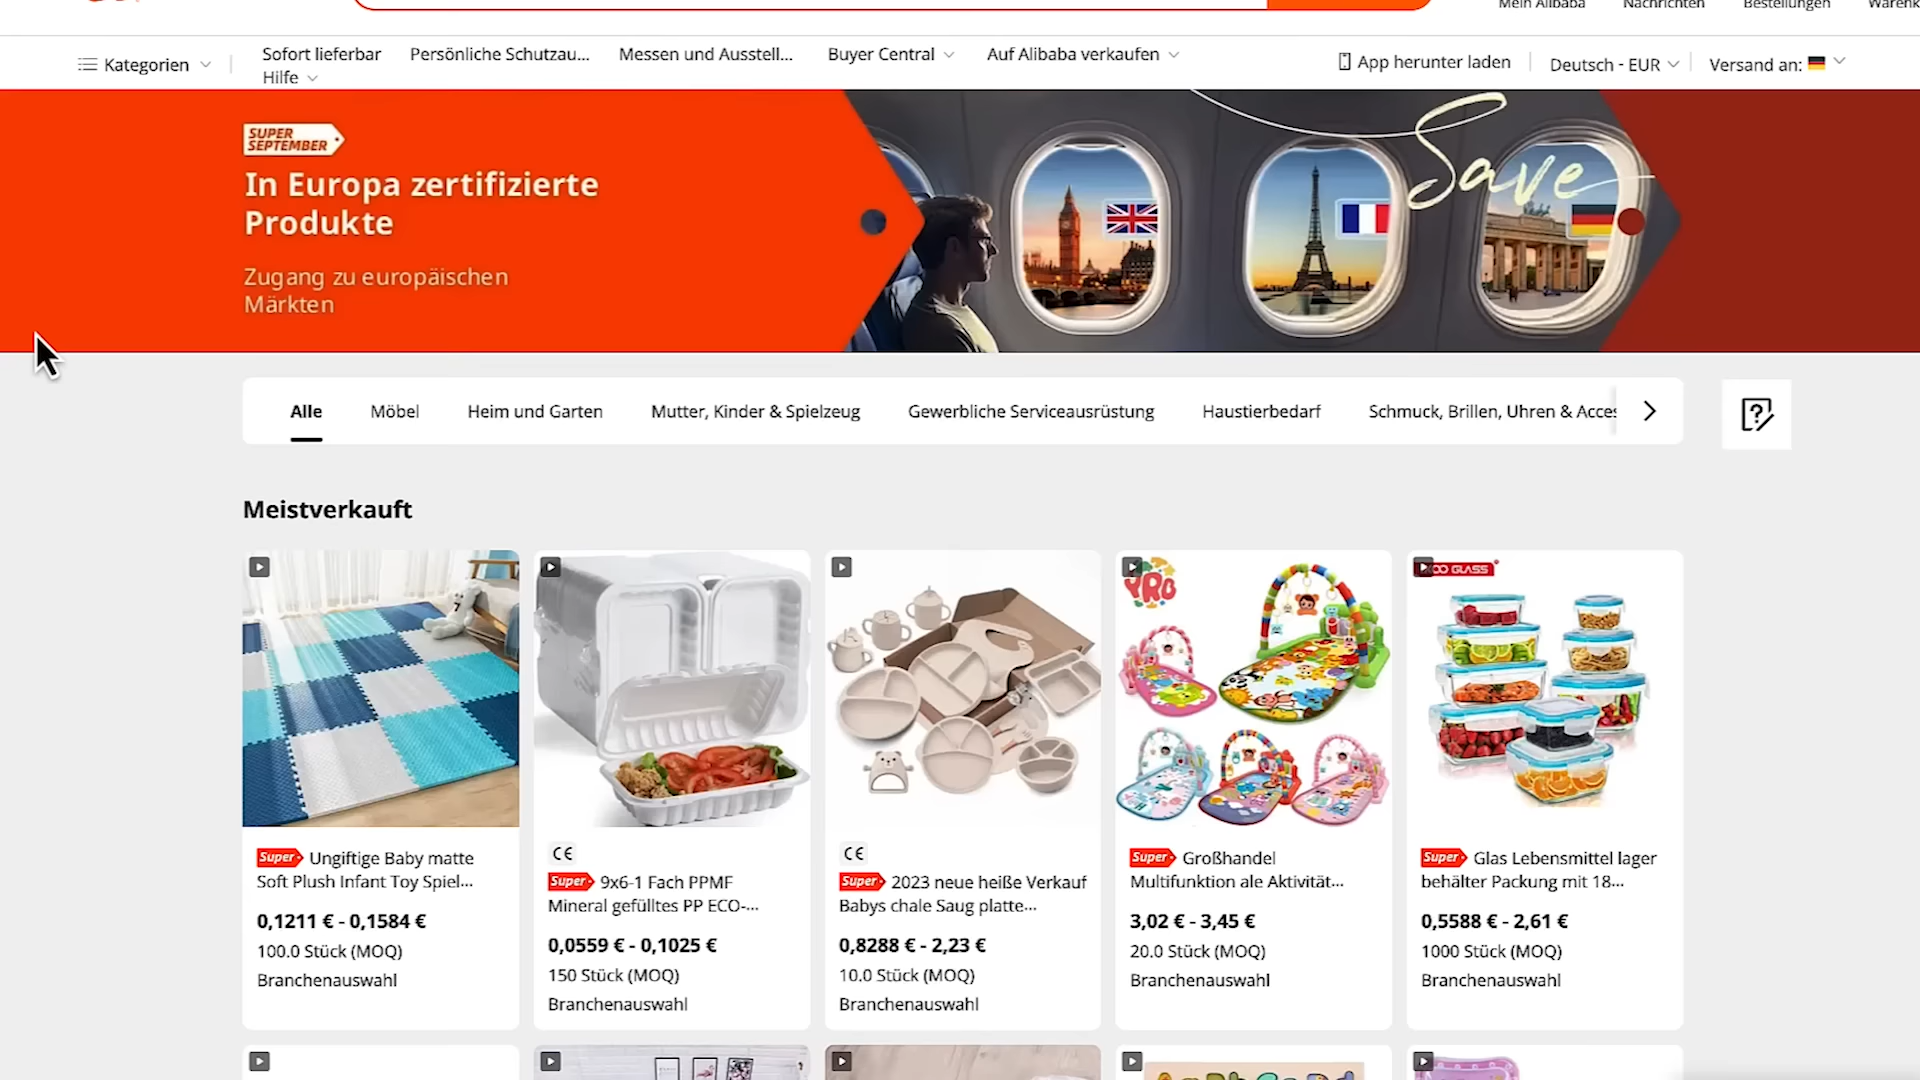 Mein Alibaba
Nachrichten
Bestellungen
Kategorien
Sofort lieferbar
Persönliche Schutzau...
Messen und Ausstell...
Buyer Central
Auf Alibaba verkaufen
Hilfe
App herunter laden
Deutsch - EUR
Versand an:
SUPER
SEPTEMBER
In Europa zertifizierte
Produkte
Zugang zu europäischen
Märkten
Save
Alle
Möbel
Heim und Garten
Mutter, Kinder & Spielzeug
Gewerbliche Serviceausrüstung
Haustierbedarf
Schmuck, Brillen, Uhren & Acces
Meistverkauft
YRB
GLASS
Super Ungiftige Baby matte
Soft Plush Infant Toy Spiel...
0,1211 € - 0,1584 €
100.0 Stück (MOQ)
Branchenauswahl
CE
Super 9x6-1 Fach PPMF
Mineral gefülltes PP ECO-...
0,0559 € - 0,1025 €
150 Stück (MOQ)
Branchenauswahl
CE
Super 2023 neue heiße Verkauf
Babys chale Saug platte...
0,8288 € - 2,23 €
10.0 Stück (MOQ)
Branchenauswahl
Super Großhandel
Multifunktion ale Aktivität...
3,02 € - 3,45 €
20.0 Stück (MOQ)
Branchenauswahl
Super Glas Lebensmittel lager
behälter Packung mit 18...
0,5588 € - 2,61 €
1000 Stück (MOQ)
Branchenauswahl